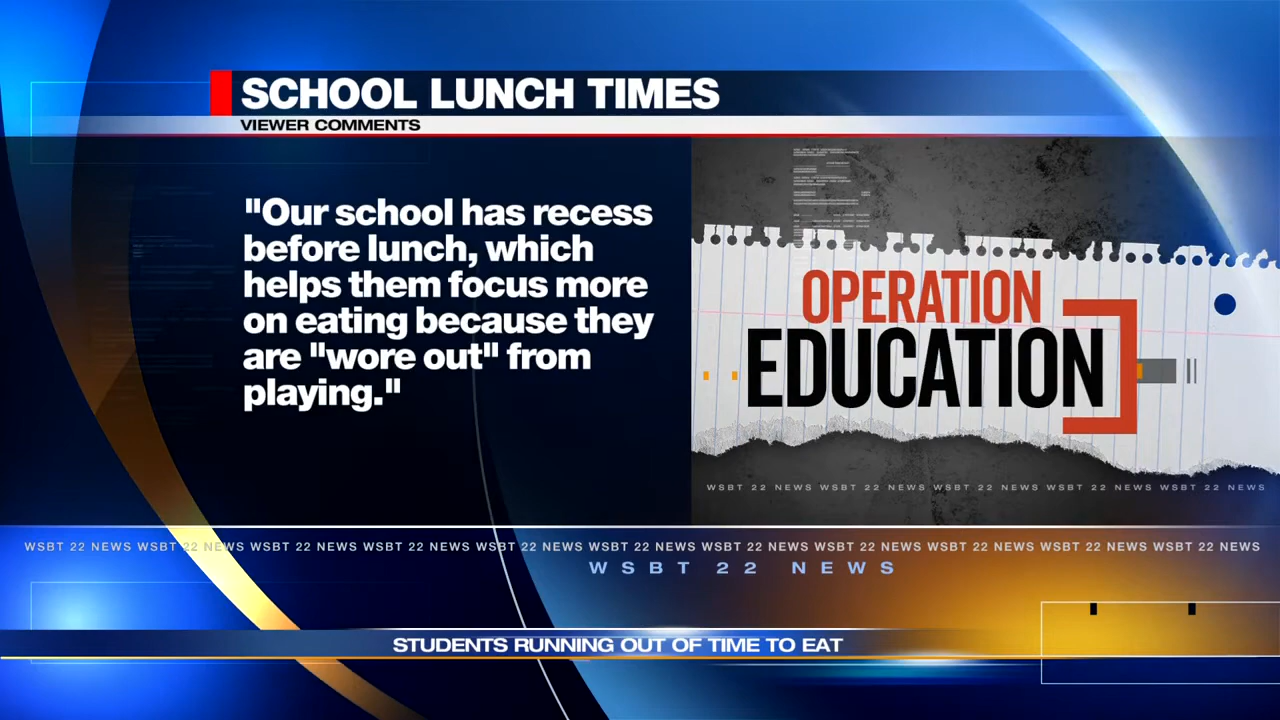 SCHOOL LUNCH TIMES
VIEWER COMMENTS
"Our school has recess
before lunch, which
helps them focus more
on eating because they
are "wore out" from
playing."
OPERATION
EDUCATION
WSBT 22 NEWS WSBT 22 NEWS WSBT 22 NEWS WSBT 22 NEWS WSBT 22 NEWS
WSBT 22 NEWS WSBT 22 NEWS WSBT 22 NEWS WSBT 22 NEWS WSBT 22 NEWS WSBT 22 NEWS WSBT 22 NEWS WSBT 22 NEWS WSBT 22 NEWS WSBT 22 NEWS WSBT 22 NEWS
WSBT 22 NEWS
STUDENTS RUNNING OUT OF TIME TO EAT